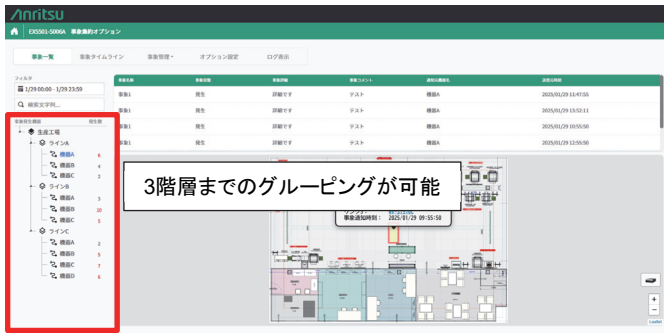 Anritsu
EX5501-S006A 事象集約オプション
事象一覧 事象タイムライン 事象管理 オプション設定 ログ表示
フィルタ
1/29 00:00 - 1/29 23:59
検索文字列...
事象名称 事象状態 事象詳細 事象コメント 通知元機器名 送信元時刻
事象1 発生 詳細です テスト 機器A 2025/01/29 11:47:55
事象1 発生 詳細です テスト 機器A 2025/01/29 13:52:11
事象1 発生 詳細です テスト 機器A 2025/01/29 10:55:50
事象1 発生 詳細です テスト 機器A 2025/01/29 12:55:50
事象発生機器 発生数
生産工場
ラインA
機器A 6
機器B 4
機器C 2
ラインB
機器A 3
機器B 10
機器C 5
ラインC
機器A 2
機器B 5
機器C 7
機器D 6
3階層までのグルーピングが可能
事象通知時刻： 2025/01/29 09:55:50
+
−
Leaflet